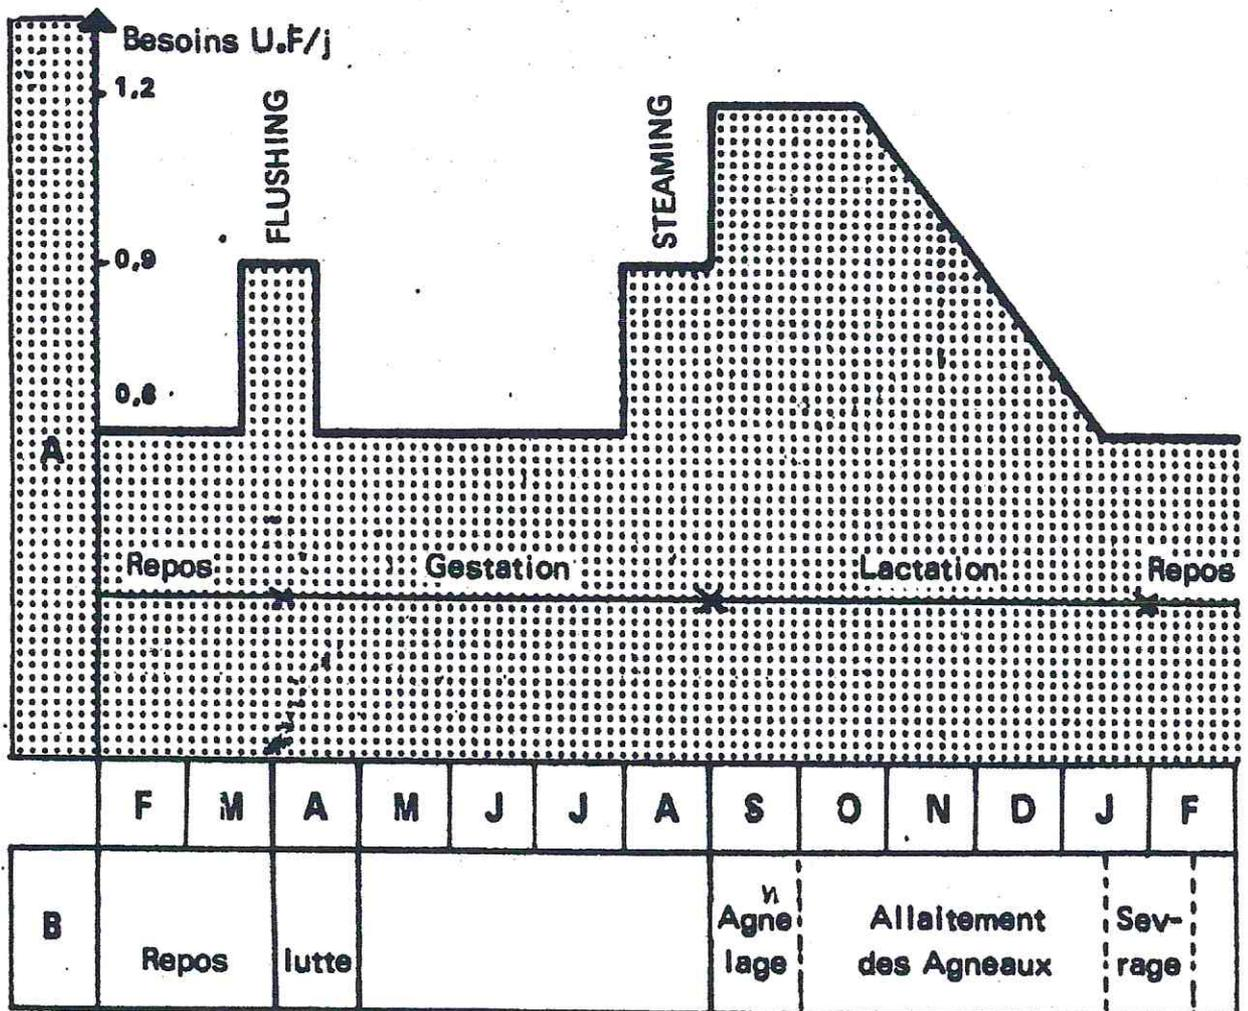 Besoins U.F/j
1,2
FLUSHING
STEAMING
0,9
0,6
A
Repos
Gestation
Lactation
Repos
F M A M J J A S O N D J F
B
Repos
lutte
Agne
lage
Allaitement
des Agneaux
Sev-
rage